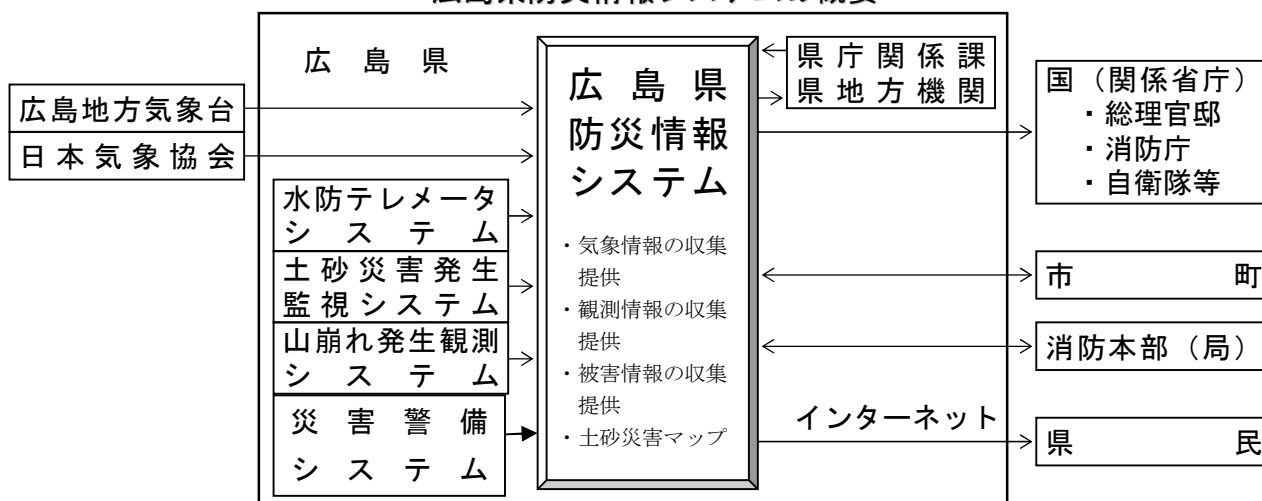 広島県
広島地方気象台
日本気象協会
水防テレメータ
システム
土砂災害発生
監視システム
山崩れ発生観測
システム
災害警備
システム
広島県
防災情報
システム
・気象情報の収集
提供
・観測情報の収集
提供
・被害情報の収集
提供
・土砂災害マップ
県庁関係課
県地方機関
国（関係省庁）
・総理官邸
・消防庁
・自衛隊等
市町
消防本部（局）
インターネット
県民